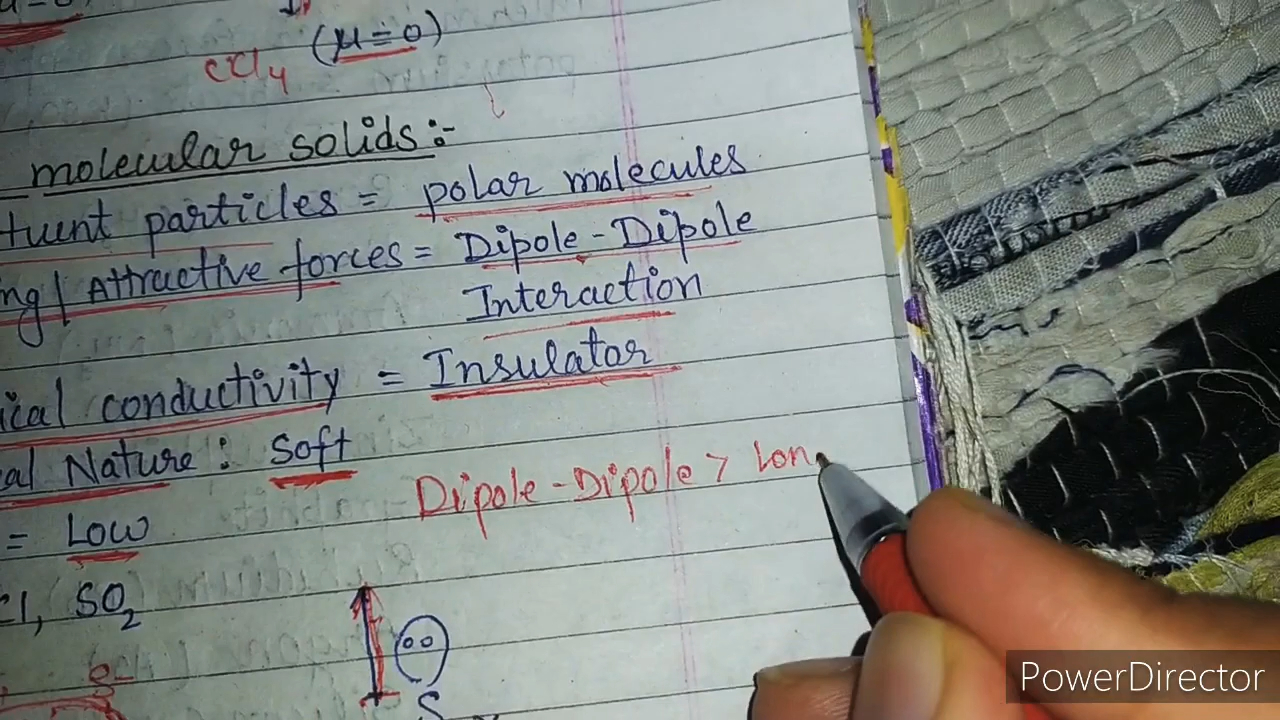 CCl4 (μ=0)
molecular solids:-
tuent particles = polar molecules
ng/ Attractive forces = Dipole-Dipole
Interaction
ical conductivity = Insulator
al Nature: Soft
Dipole-Dipole > Lon
= Low
Cl, SO2
S
PowerDirector